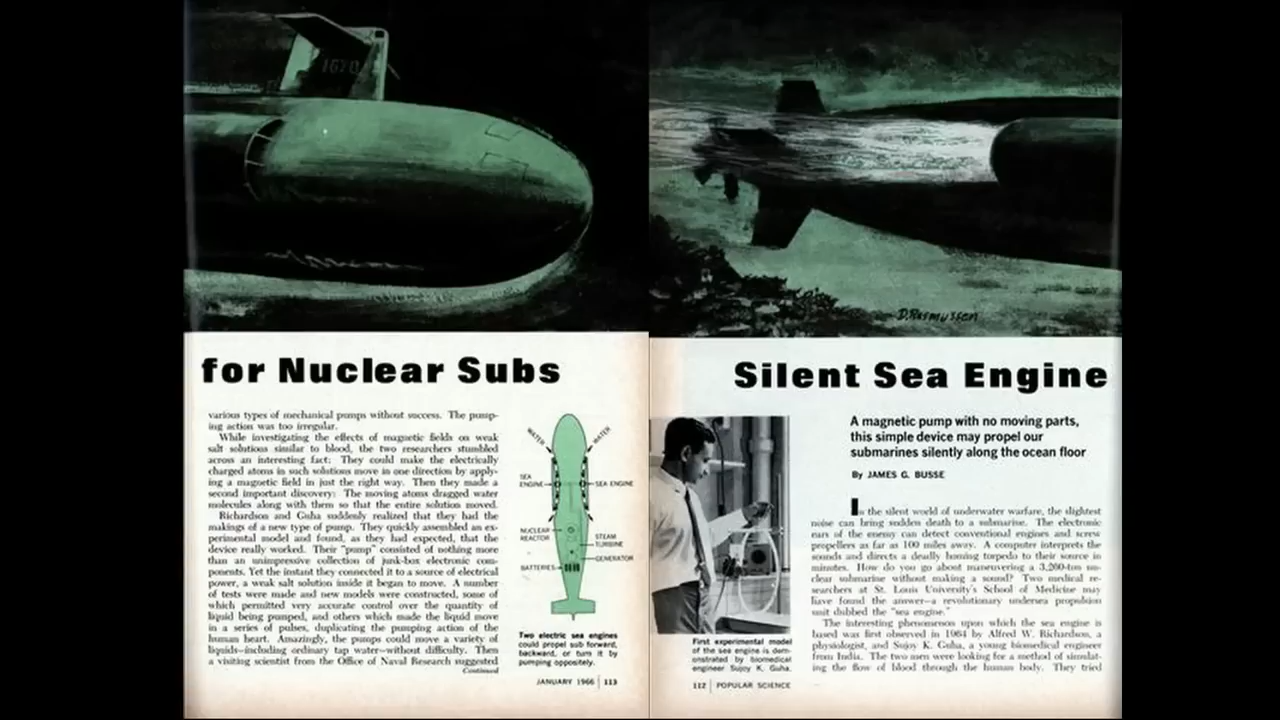 1GYO
for Nuclear Subs
various types of mechanical pumps without success. The pump-
ing action was too irregular.
While investigating the effects of magnetic fields on weak
salt solutions similar to blood, the two researchers stumbled
across an interesting fact: They could make the electrically
charged atoms in such solutions move in one direction by apply-
ing a magnetic field in just the right way. Then they made a
second important discovery: The moving atoms dragged water
molecules along with them so that the entire solution moved.
Richardson and Guha suddenly realized that they had the
makings of a new type of pump. They quickly assembled an ex-
perimental model and found, as they had expected, that the
device really worked. Their "pump" consisted of nothing more
than an unimpressive collection of junk-box electronic com-
ponents. Yet the instant they connected it to a source of electrical
power, a weak salt solution inside it began to move. A number
of tests were made and new models were constructed, some of
which permitted very accurate control over the quantity of
liquid being pumped, and others which made the liquid move
in a series of pulses, duplicating the pumping action of the
human heart. Amazingly, the pumps could move a variety of
liquids—including ordinary tap water—without difficulty. Then
a visiting scientist from the Office of Naval Research suggested
Continued
WATER
WATER
SEA
ENGINE
SEA ENGINE
NUCLEAR
REACTOR
STEAM
TURBINE
GENERATOR
BATTERIES
Two electric sea engines
could propel sub forward,
backward, or turn it by
pumping oppositely.
JANUARY 1966 | 113
D. Rasmussen
Silent Sea Engine
A magnetic pump with no moving parts,
this simple device may propel our
submarines silently along the ocean floor
By JAMES G. BUSSE
In the silent world of underwater warfare, the slightest
noise can bring sudden death to a submarine. The electronic
ears of the enemy can detect conventional engines and screw
propellers as far as 100 miles away. A computer interprets the
sounds and directs a deadly homing torpedo to their source in
minutes. How do you go about maneuvering a 3,200-ton nu-
clear submarine without making a sound? Two medical re-
searchers at St. Louis University's School of Medicine may
have found the answer—a revolutionary undersea propulsion
unit dubbed the "sea engine."
The interesting phenomenon upon which the sea engine is
based was first observed in 1964 by Alfred W. Richardson, a
physiologist, and Sujoy K. Guha, a young biomedical engineer
from India. The two men were looking for a method of simulat-
ing the flow of blood through the human body. They tried
First experimental model
of the sea engine is dem-
onstrated by biomedical
engineer Sujoy K. Guha.
112 | POPULAR SCIENCE